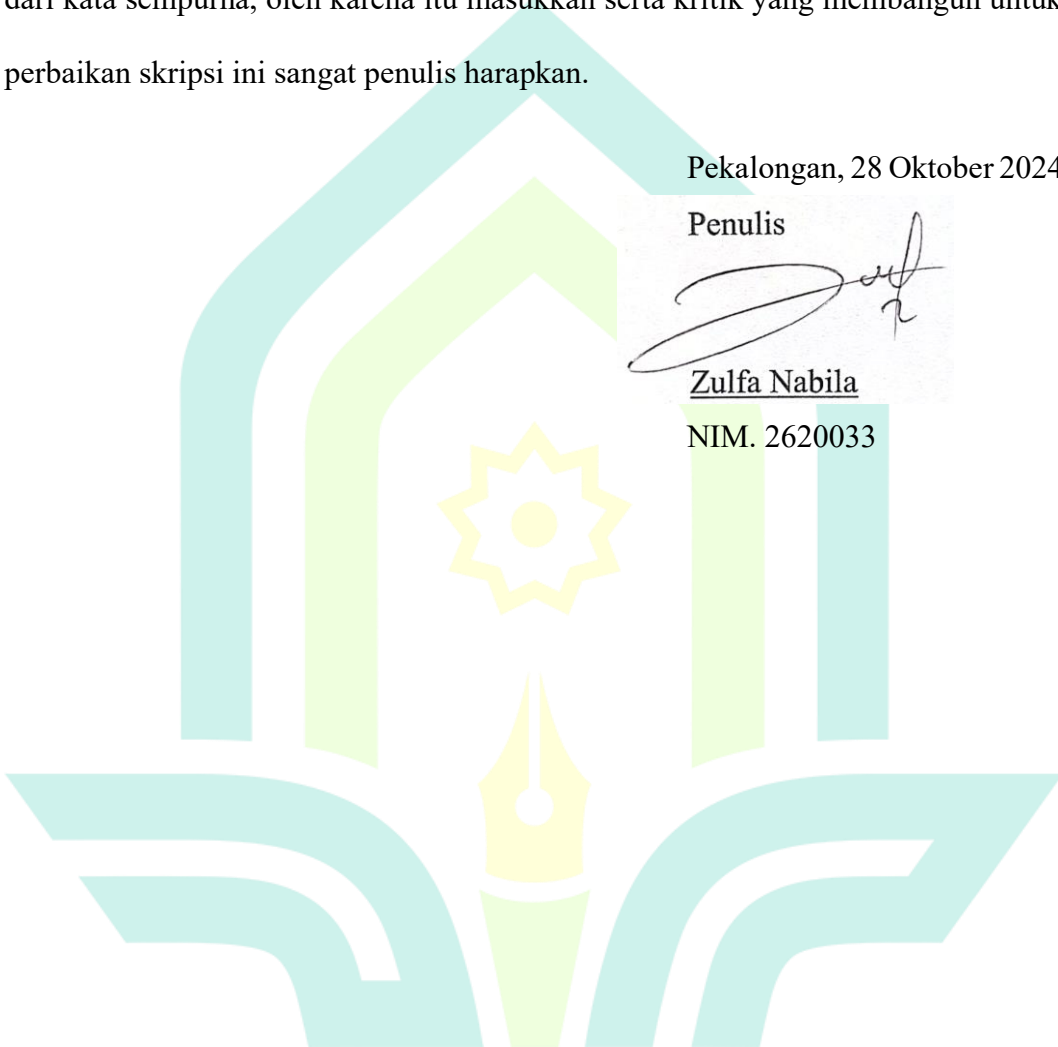 dari kata sempurna, oleh karena itu masukkan serta kritik yang membangun untuk
perbaikan skripsi ini sangat penulis harapkan.
Pekalongan, 28 Oktober 2024
Penulis
Zulfa Nabila
NIM. 2620033